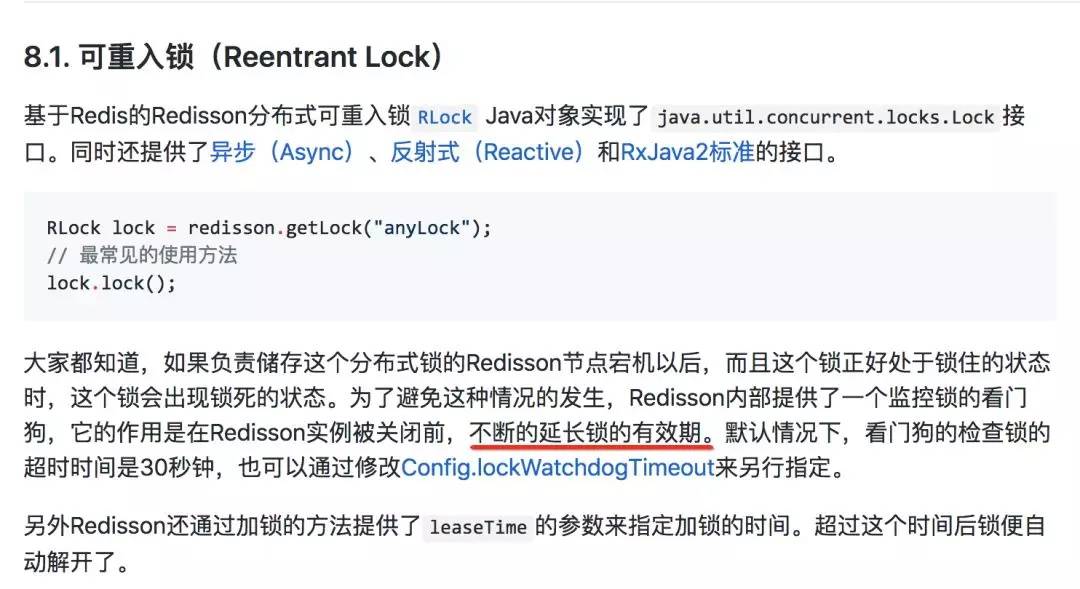 8.1. 可重入锁（Reentrant Lock）
基于Redis的Redisson分布式可重入锁 RLock Java对象实现了 java.util.concurrent.locks.Lock 接
口。同时还提供了异步（Async）、反射式（Reactive）和RxJava2标准的接口。
RLock lock = redisson.getLock("anyLock");
// 最常见的使用方法
lock.lock();
大家都知道，如果负责储存这个分布式锁的Redisson节点宕机以后，而且这个锁正好处于锁住的状态
时，这个锁会出现锁死的状态。为了避免这种情况的发生，Redisson内部提供了一个监控锁的看门
狗，它的作用是在Redisson实例被关闭前，不断的延长锁的有效期。默认情况下，看门狗的检查锁的
超时时间是30秒钟，也可以通过修改Config.lockWatchdogTimeout来另行指定。
另外Redisson还通过加锁的方法提供了 leaseTime 的参数来指定加锁的时间。超过这个时间后锁便自
动解开了。